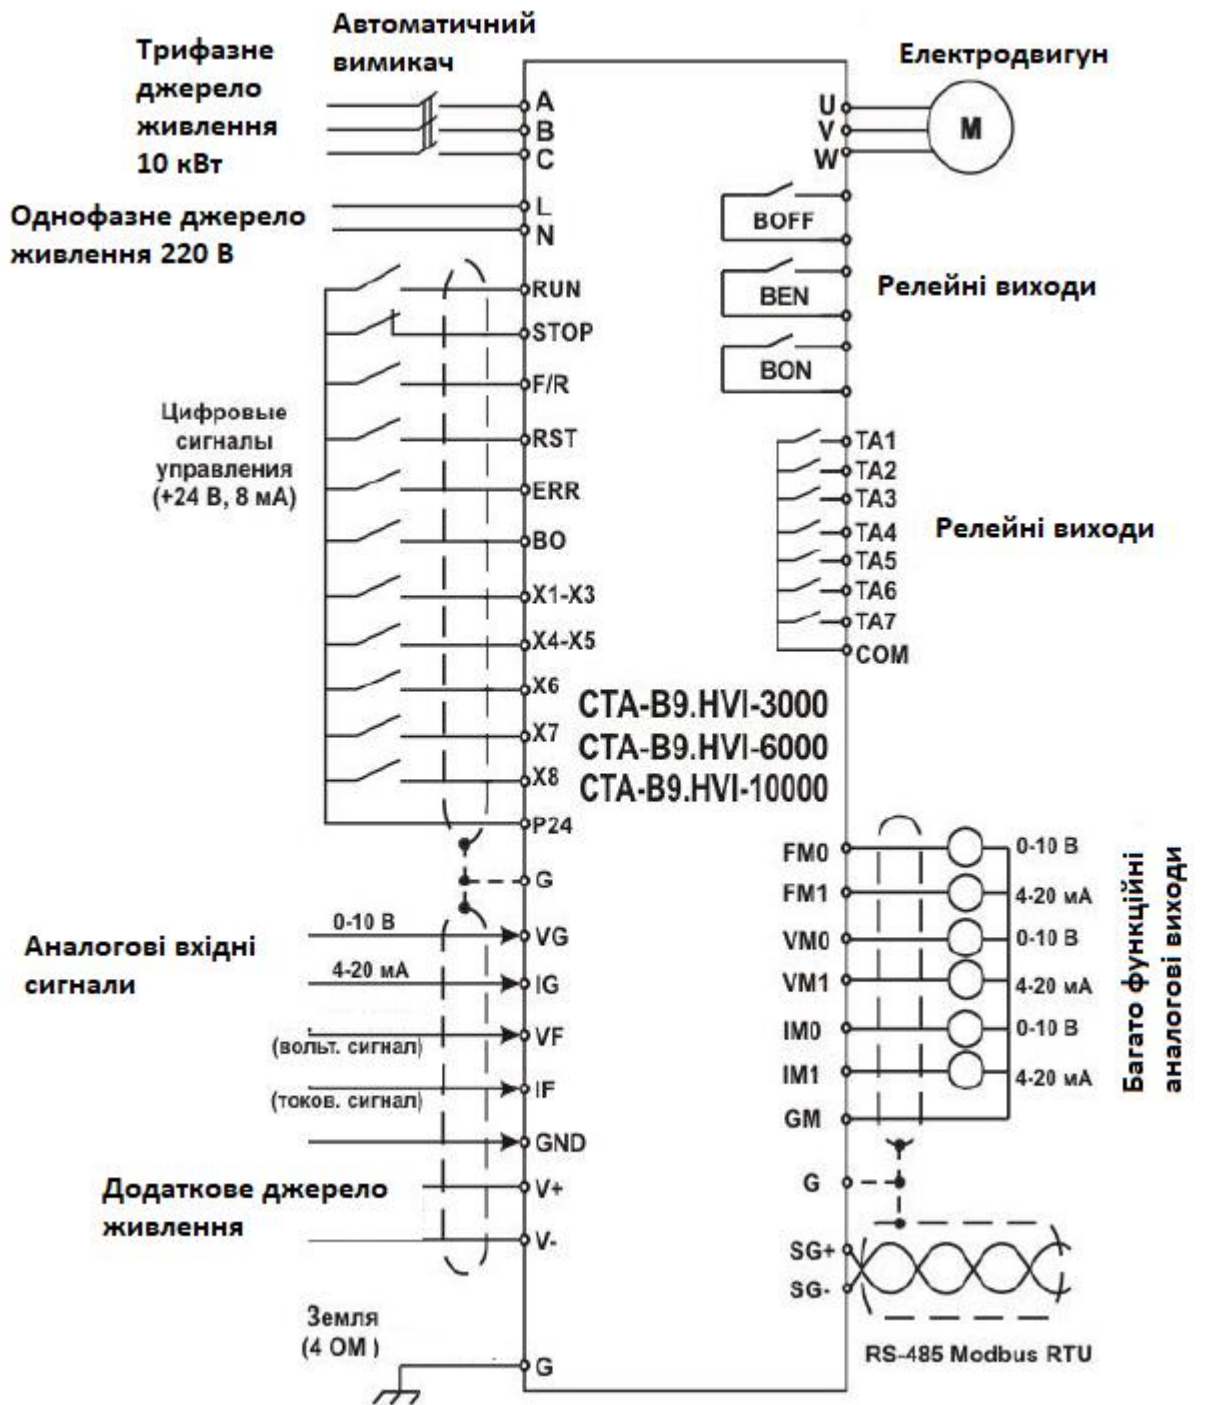 Автоматичний
вимикач
Трифазне
джерело
живлення
10 кВт
Електродвигун
A
B
C
U
V
W
M
Однофазне джерело
живлення 220 В
L
N
BOFF
BEN
BON
Релейні виходи
RUN
STOP
F/R
RST
ERR
BO
X1-X3
X4-X5
X6
X7
X8
P24
G
Цифровые
сигналы
управления
(+24 В, 8 мА)
TA1
TA2
TA3
TA4
TA5
TA6
TA7
COM
Релейні виходи
CTA-B9.HVI-3000
CTA-B9.HVI-6000
CTA-B9.HVI-10000
Аналогові вхідні
сигнали
0-10 В
4-20 мА
(вольт. сигнал)
(токов. сигнал)
VG
IG
VF
IF
GND
V+
V-
Додаткове джерело
живлення
Земля
(4 ОМ )
G
FM0
FM1
VM0
VM1
IM0
IM1
GM
G
SG+
SG-
0-10 В
4-20 мА
0-10 В
4-20 мА
0-10 В
4-20 мА
Багато функційні
аналогові виходи
RS-485 Modbus RTU